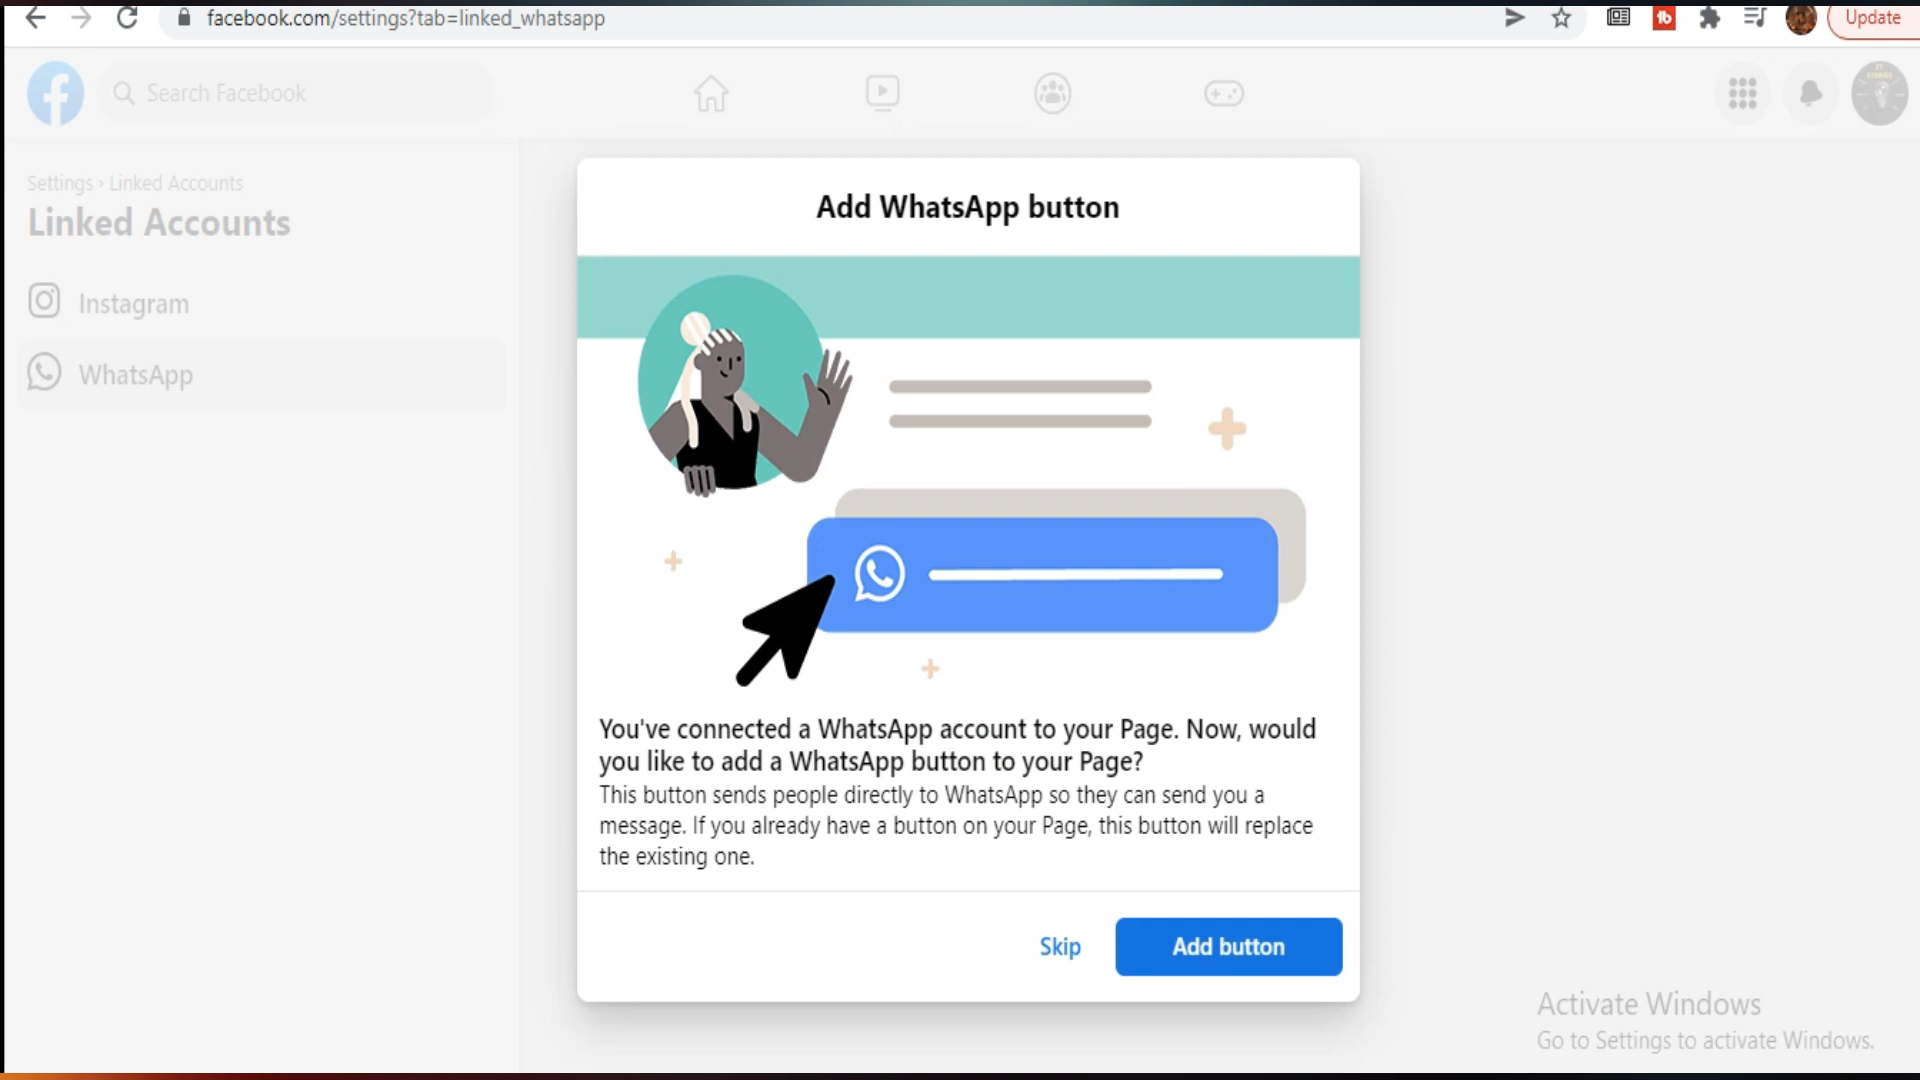 facebook.com/settings?tab=linked_whatsapp
Update
Search Facebook
Settings › Linked Accounts
Linked Accounts
Instagram
WhatsApp
Add WhatsApp button
You've connected a WhatsApp account to your Page. Now, would
you like to add a WhatsApp button to your Page?
This button sends people directly to WhatsApp so they can send you a
message. If you already have a button on your Page, this button will replace
the existing one.
Skip
Add button
Activate Windows
Go to Settings to activate Windows.